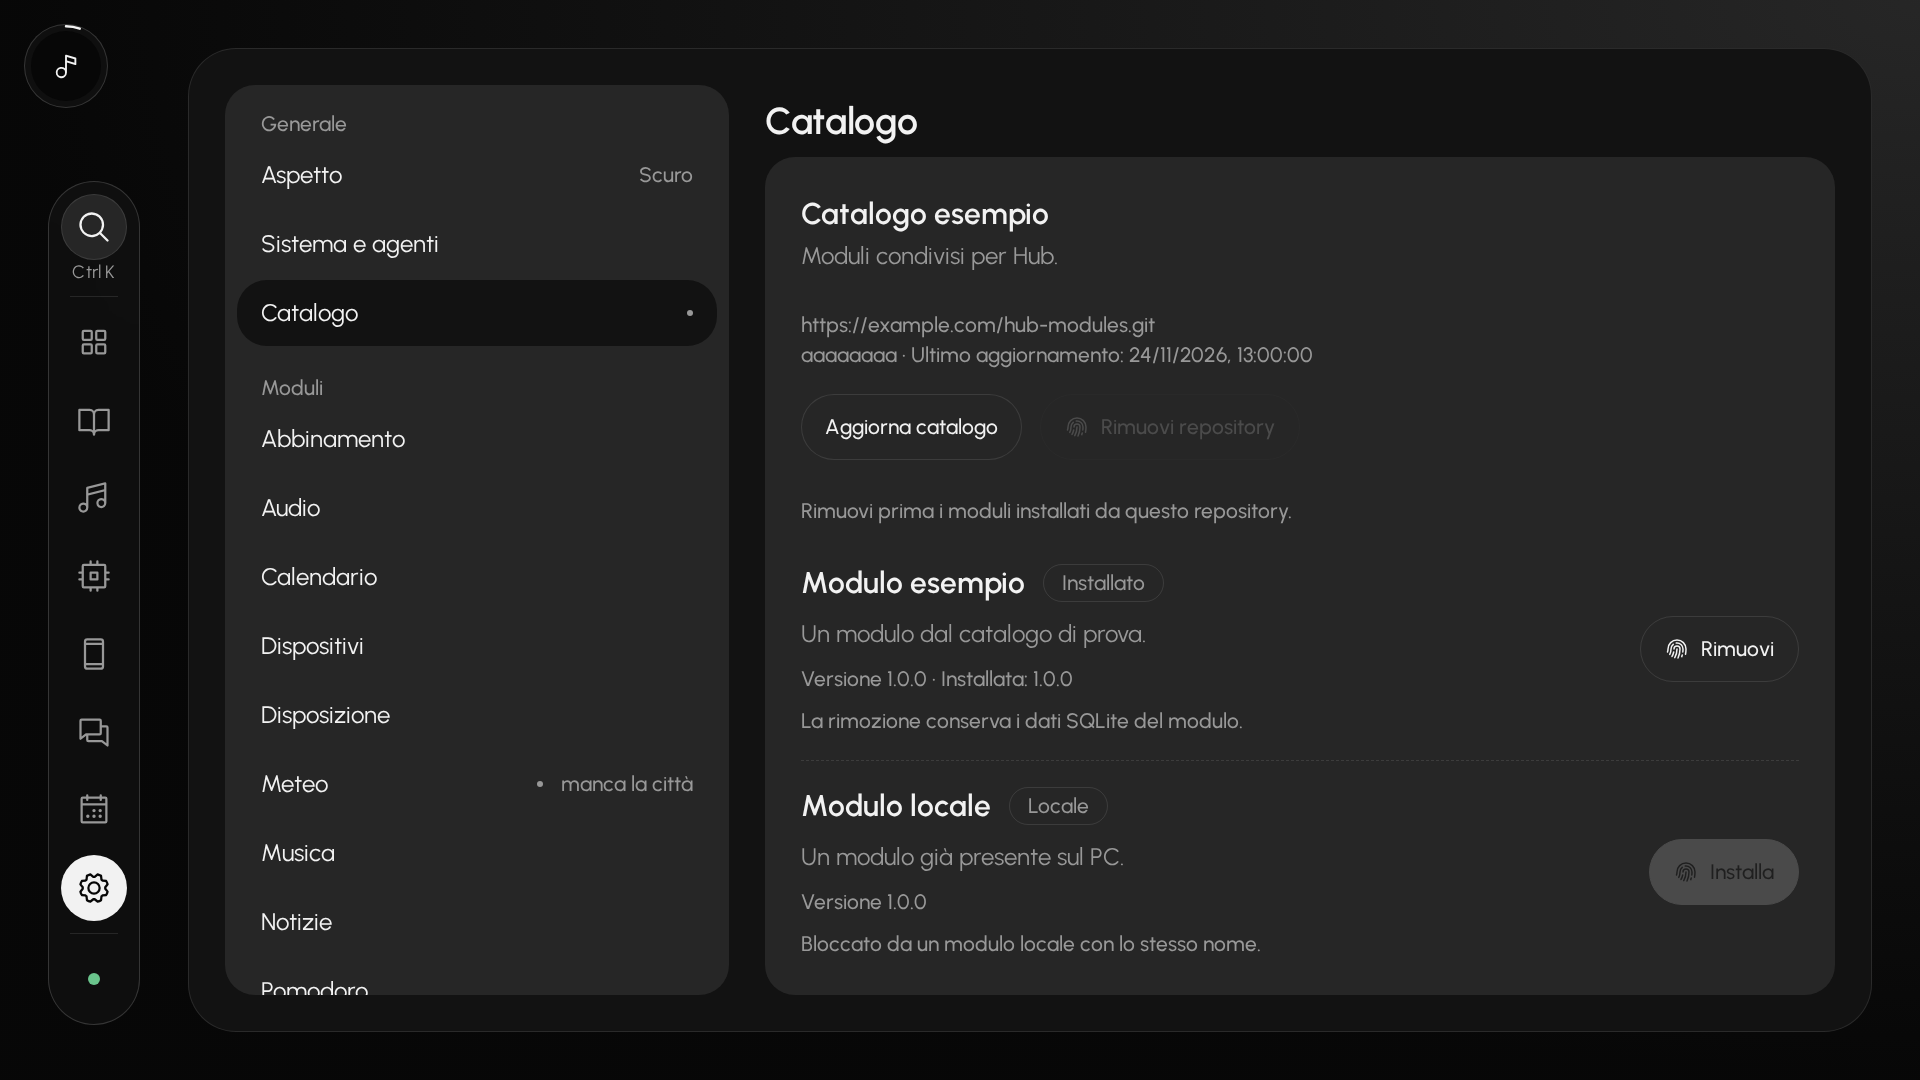 Ctrl K
Generale
Aspetto Scuro
Sistema e agenti
Catalogo
Moduli
Abbinamento
Audio
Calendario
Dispositivi
Disposizione
Meteo • manca la città
Musica
Notizie
Pomodoro
Catalogo
Catalogo esempio
Moduli condivisi per Hub.
https://example.com/hub-modules.git
aaaaaaaa · Ultimo aggiornamento: 24/11/2026, 13:00:00
Aggiorna catalogo Rimuovi repository
Rimuovi prima i moduli installati da questo repository.
Modulo esempio Installato
Un modulo dal catalogo di prova.
Rimuovi
Versione 1.0.0 · Installata: 1.0.0
La rimozione conserva i dati SQLite del modulo.
Modulo locale Locale
Un modulo già presente sul PC.
Installa
Versione 1.0.0
Bloccato da un modulo locale con lo stesso nome.